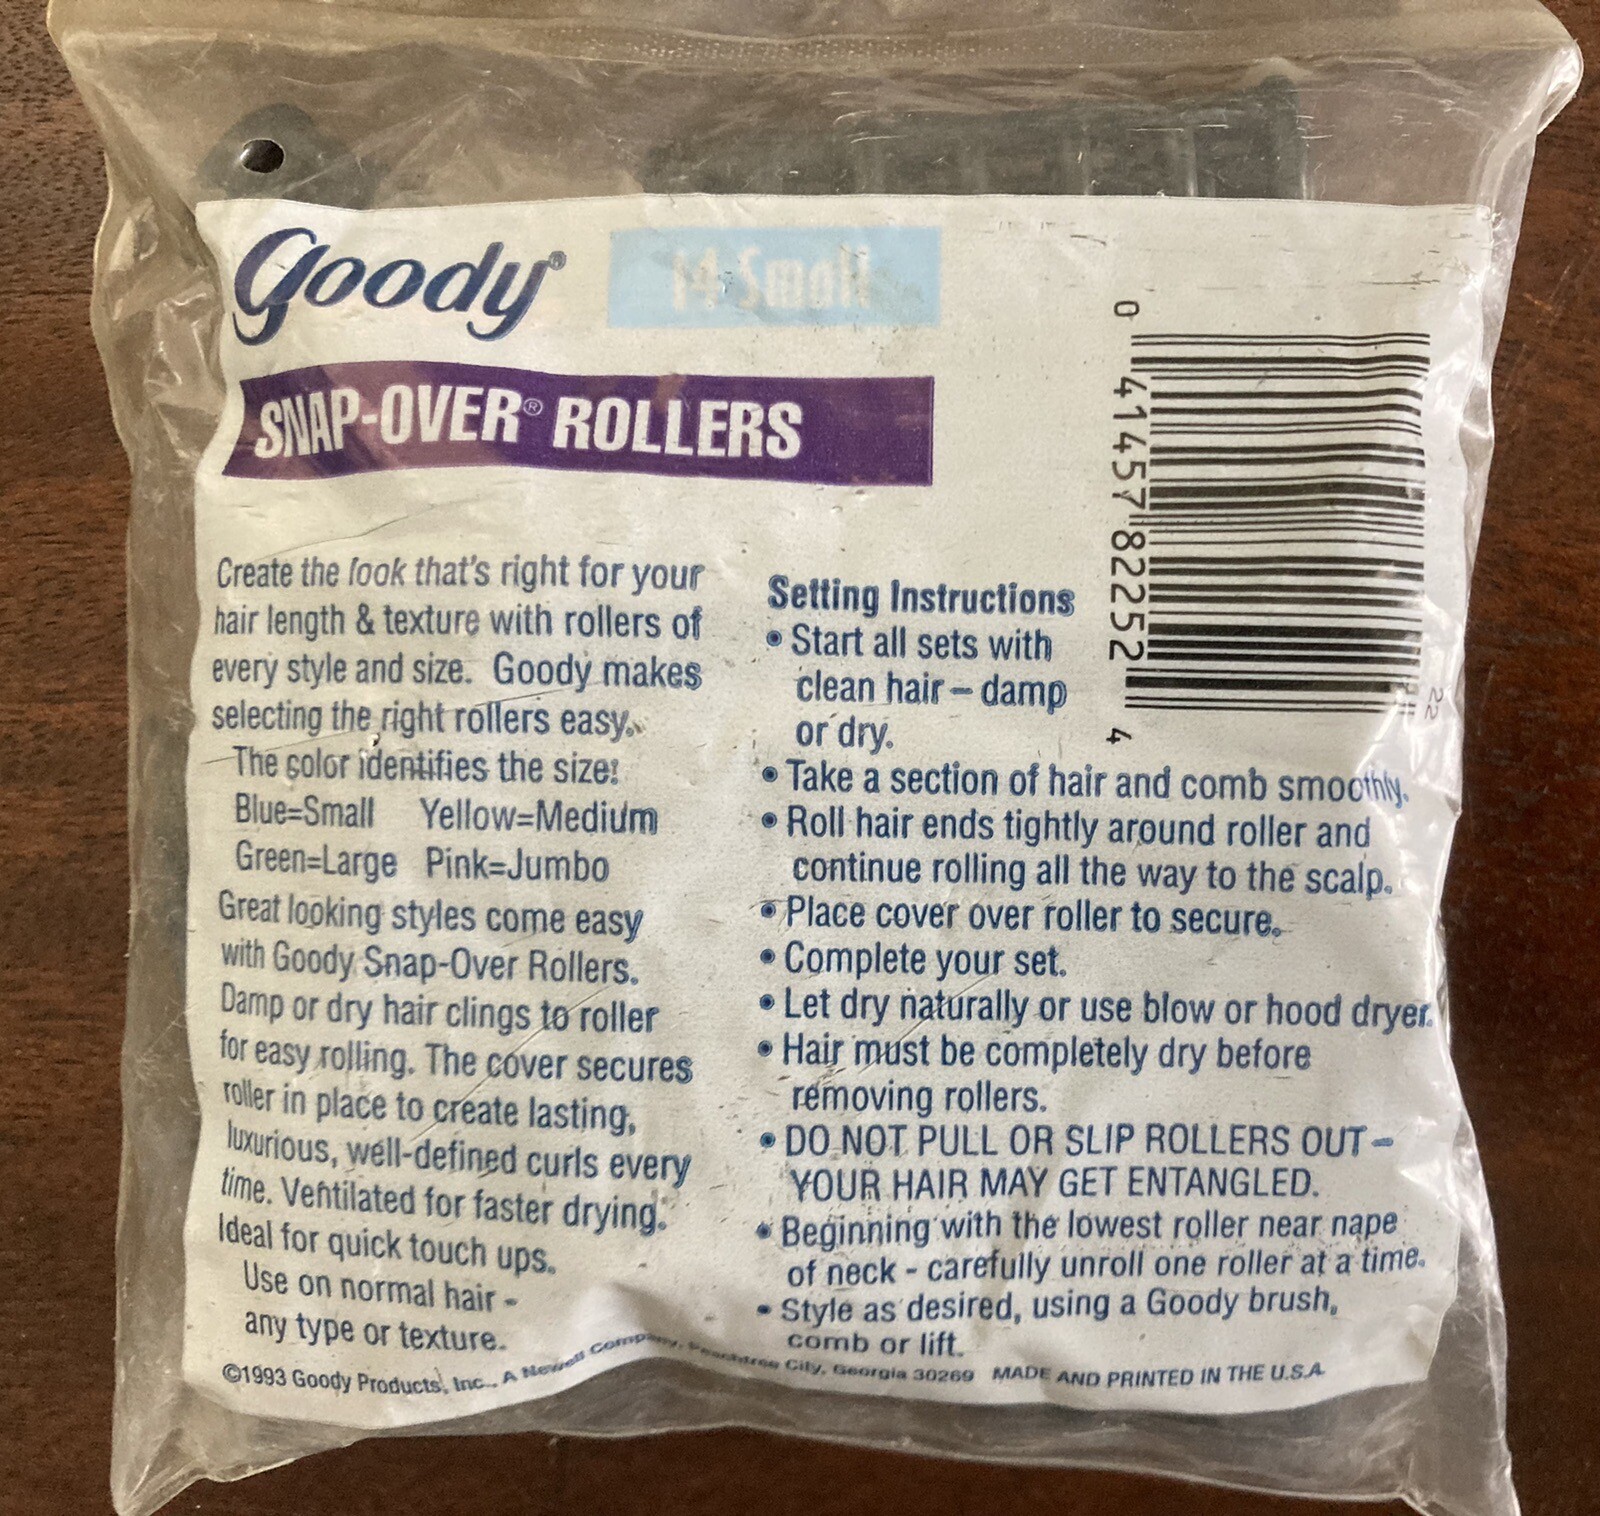 Goody®
14 Small
SNAP-OVER® ROLLERS
Create the look that's right for your
hair length & texture with rollers of
every style and size. Goody makes
selecting the right rollers easy.
The color identifies the size!
Blue=Small Yellow=Medium
Green=Large Pink=Jumbo
Great looking styles come easy
with Goody Snap-Over Rollers.
Damp or dry hair clings to roller
for easy rolling. The cover secures
roller in place to create lasting,
luxurious, well-defined curls every
time. Ventilated for faster drying.
Ideal for quick touch ups.
Use on normal hair -
any type or texture.
Setting Instructions
• Start all sets with
clean hair – damp
or dry.
• Take a section of hair and comb smoothly.
• Roll hair ends tightly around roller and
continue rolling all the way to the scalp.
• Place cover over roller to secure.
• Complete your set.
• Let dry naturally or use blow or hood dryer.
• Hair must be completely dry before
removing rollers.
• DO NOT PULL OR SLIP ROLLERS OUT –
YOUR HAIR MAY GET ENTANGLED.
• Beginning with the lowest roller near nape
of neck - carefully unroll one roller at a time.
• Style as desired, using a Goody brush,
comb or lift.
©1993 Goody Products, Inc., A Newell Company, Peachtree City, Georgia 30269 MADE AND PRINTED IN THE U.S.A
0 41457 82252 4
22